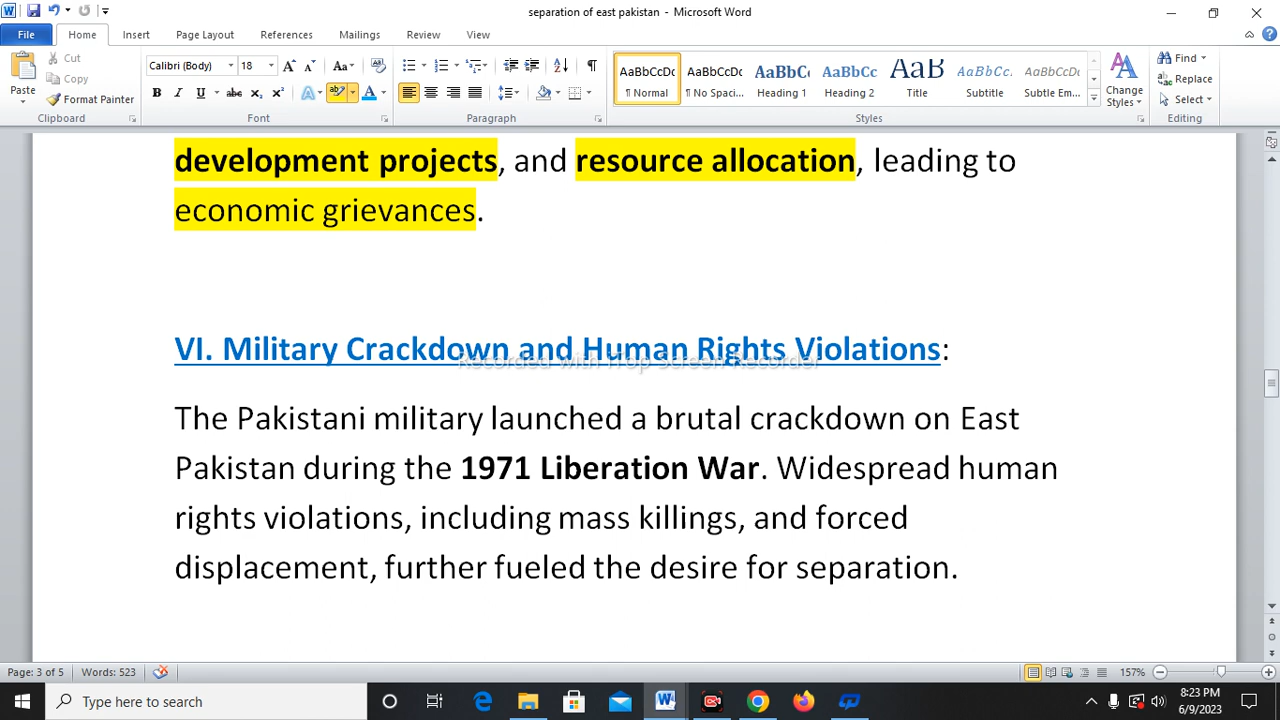 separation of east pakistan - Microsoft Word
File Home Insert Page Layout References Mailings Review View
Paste
Cut
Copy
Format Painter
Clipboard
Calibri (Body) 18
Font
Paragraph
AaBbCcDc AaBbCcDc AaBbCc AaBbCc AaB AaBbCcDc AaBbCcDc
¶ Normal ¶ No Spaci... Heading 1 Heading 2 Title Subtitle Subtle Em...
Change
Styles
Styles
Find
Replace
Select
Editing
development projects, and resource allocation, leading to
economic grievances.
VI. Military Crackdown and Human Rights Violations:
Recorded with iTop Screen Recorder
The Pakistani military launched a brutal crackdown on East
Pakistan during the 1971 Liberation War. Widespread human
rights violations, including mass killings, and forced
displacement, further fueled the desire for separation.
Page: 3 of 5 Words: 523 157%
Type here to search
8:23 PM
6/9/2023